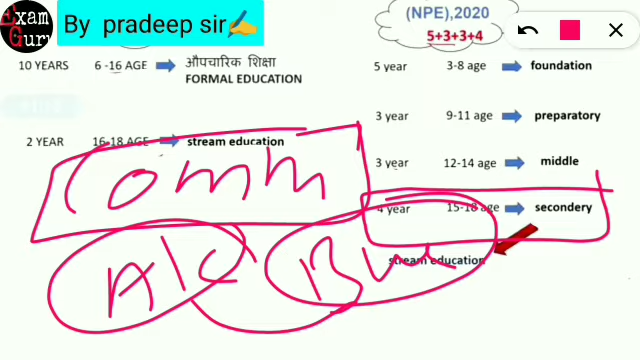 Exam
Guru
By pradeep sir✍️
(NPE),2020
5+3+3+4
10 YEARS 6 -16 AGE औपचारिक शिक्षा
FORMAL EDUCATION
2 YEAR 16-18 AGE stream education
5 year 3-8 age foundation
3 year 9-11 age preparatory
3 year 12-14 age middle
4 year 15-18 age secondery
stream education
Comm
A/C